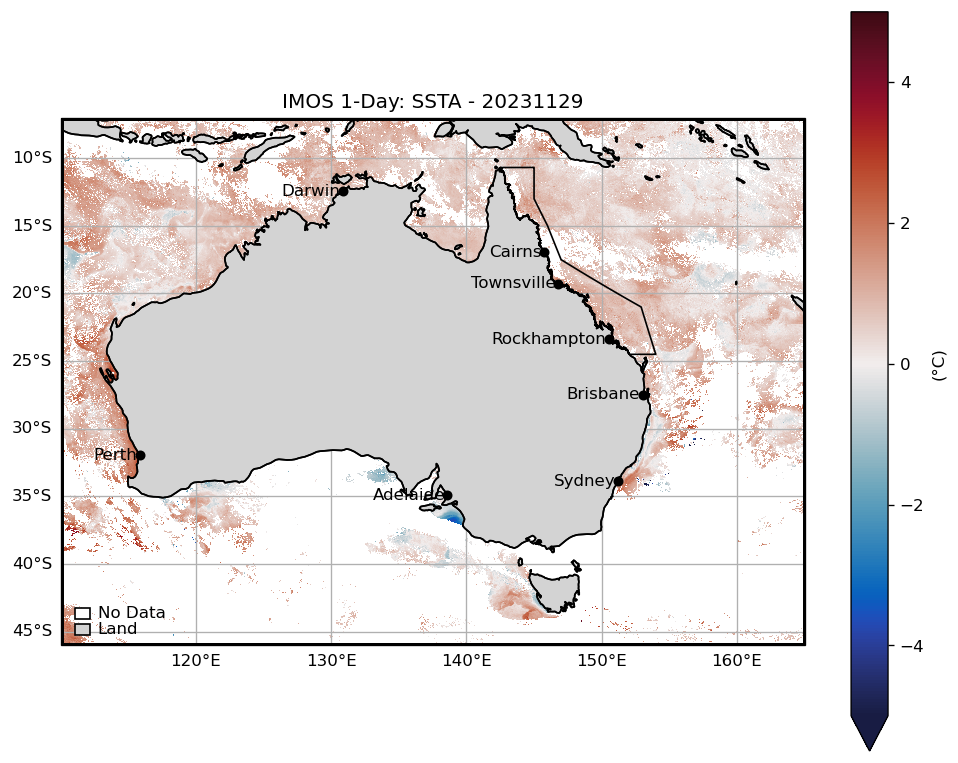 IMOS 1-Day: SSTA - 20231129
10°S
15°S
20°S
25°S
30°S
35°S
40°S
45°S
Darwin
Cairns
Townsville
Rockhampton
Brisbane
Perth
Sydney
Adelaide
No Data
Land
120°E 130°E 140°E 150°E 160°E
4
2
0
−2
−4
(°C)